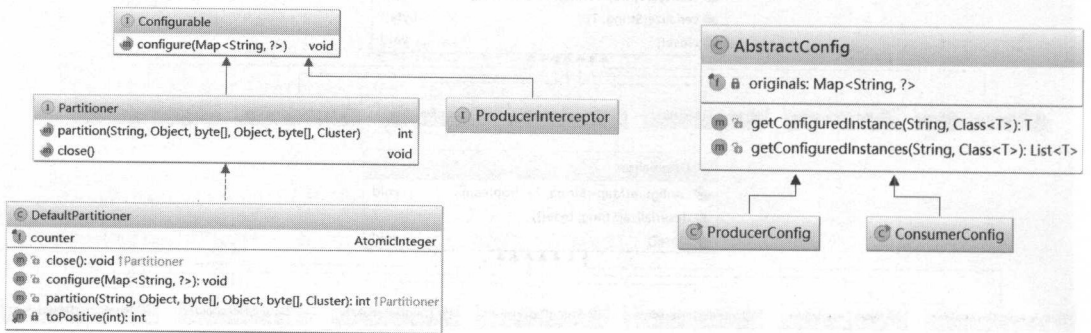 Configurable
configure(Map<String, ?>) void
Partitioner
partition(String, Object, byte[], Object, byte[], Cluster) int
close() void
ProducerInterceptor
DefaultPartitioner
counter AtomicInteger
close(): void ↑Partitioner
configure(Map<String, ?>): void
partition(String, Object, byte[], Object, byte[], Cluster): int ↑Partitioner
toPositive(int): int
AbstractConfig
originals: Map<String, ?>
getConfiguredInstance(String, Class<T>): T
getConfiguredInstances(String, Class<T>): List<T>
ProducerConfig
ConsumerConfig